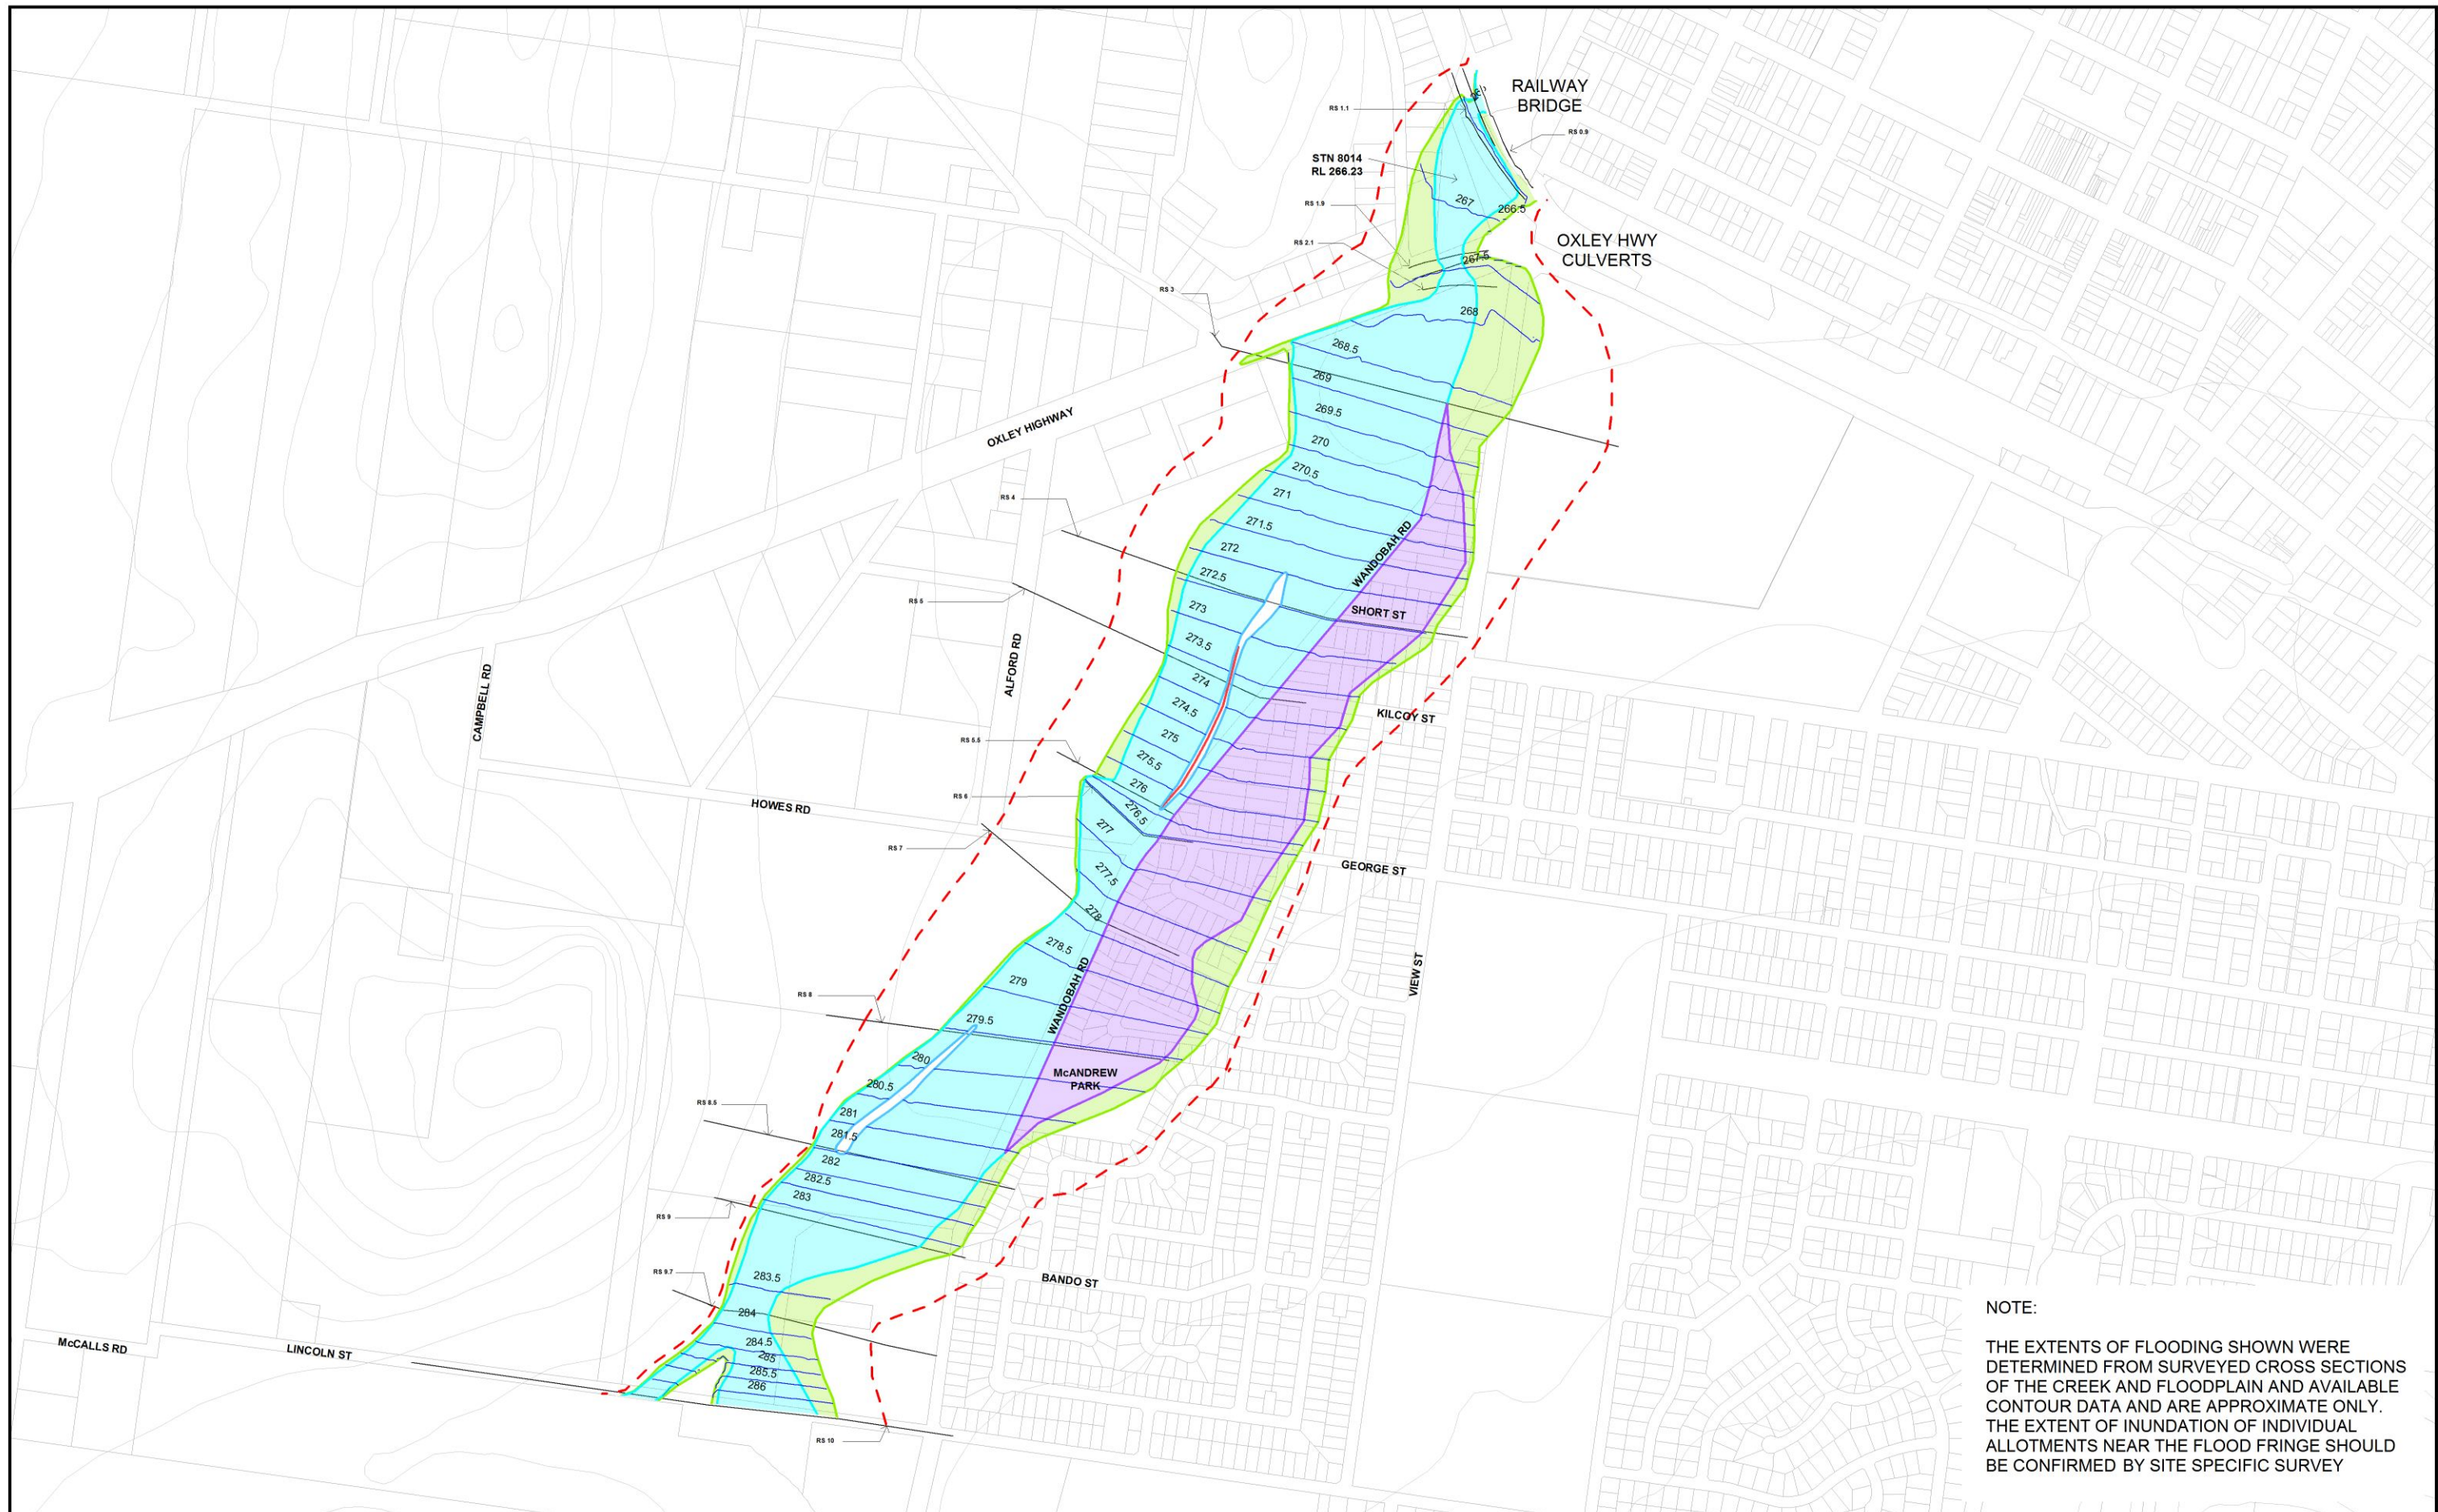 RAILWAY
BRIDGE
RS 1.1
RS 0.9
STN 8014
RL 266.23
267
266.5
RS 1.9
RS 2.1
OXLEY HWY
CULVERTS
267.5
RS 3
268
268.5
269
OXLEY HIGHWAY
269.5
270
270.5
271
RS 4
271.5
WANDOBAH RD
272
272.5
RS 5
273
SHORT ST
273.5
ALFORD RD
274
CAMPBELL RD
274.5
KILCOY ST
275
RS 5.5
275.5
276
RS 6
276.5
HOWES RD
277
RS 7
GEORGE ST
277.5
278
278.5
VIEW ST
279
WANDOBAH RD
RS 8
279.5
280
McANDREW
PARK
280.5
RS 8.5
281
281.5
282
282.5
283
RS 9
RS 9.7
283.5
BANDO ST
284
284.5
285
285.5
286
McCALLS RD
LINCOLN ST
RS 10
NOTE:
THE EXTENTS OF FLOODING SHOWN WERE
DETERMINED FROM SURVEYED CROSS SECTIONS
OF THE CREEK AND FLOODPLAIN AND AVAILABLE
CONTOUR DATA AND ARE APPROXIMATE ONLY.
THE EXTENT OF INUNDATION OF INDIVIDUAL
ALLOTMENTS NEAR THE FLOOD FRINGE SHOULD
BE CONFIRMED BY SITE SPECIFIC SURVEY